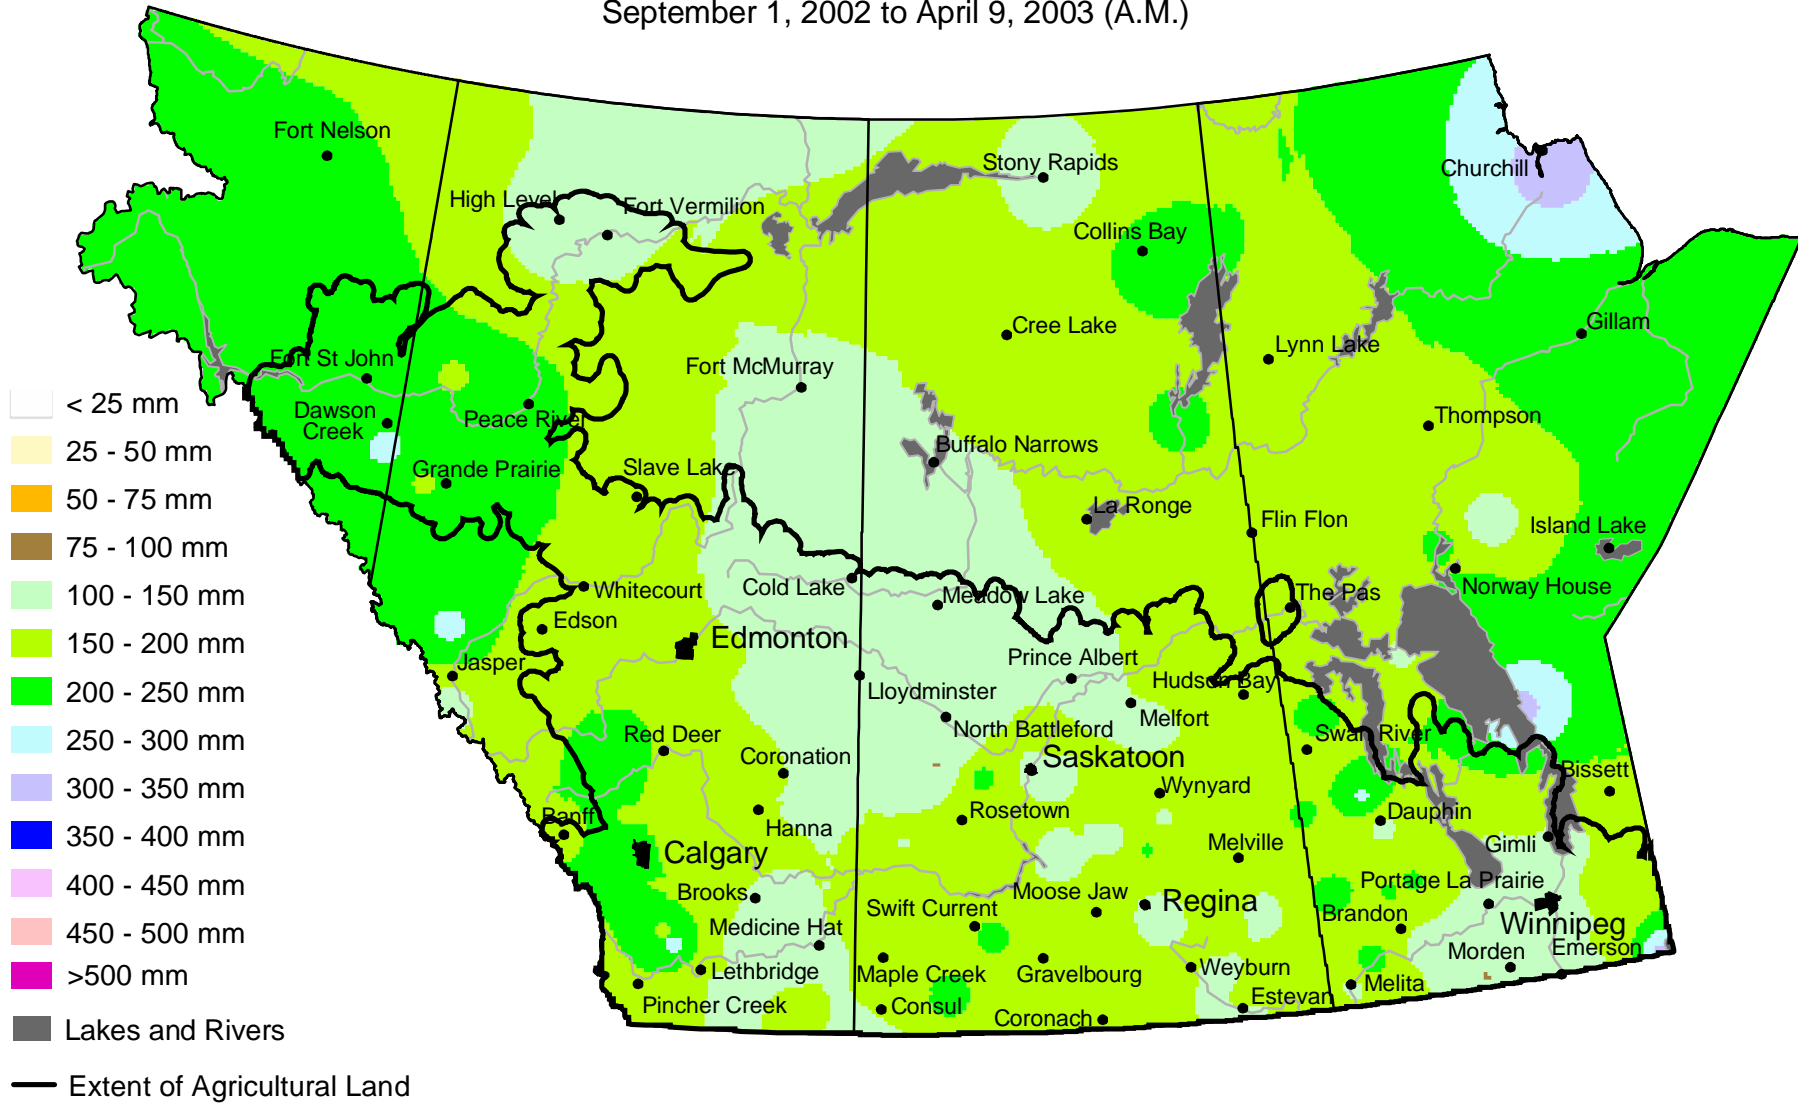 September 1, 2002 to April 9, 2003 (A.M.)
Fort Nelson
Churchill
Stony Rapids
High Level
Fort Vermilion
Collins Bay
Gillam
Cree Lake
Lynn Lake
Fort St John
Fort McMurray
< 25 mm
Dawson
Creek
Peace River
Thompson
25 - 50 mm
Buffalo Narrows
Grande Prairie
Slave Lake
50 - 75 mm
La Ronge
Flin Flon
Island Lake
75 - 100 mm
100 - 150 mm
Whitecourt
Cold Lake
Meadow Lake
The Pas
Norway House
Edson
150 - 200 mm
Edmonton
Jasper
Prince Albert
Hudson Bay
200 - 250 mm
Lloydminster
Melfort
North Battleford
250 - 300 mm
Red Deer
Coronation
Saskatoon
Swan River
Bissett
300 - 350 mm
Wynyard
Banff
Rosetown
Dauphin
350 - 400 mm
Hanna
Melville
Gimli
Calgary
400 - 450 mm
Brooks
Moose Jaw
Portage La Prairie
Swift Current
Regina
Brandon
Winnipeg
450 - 500 mm
Medicine Hat
Morden
Emerson
>500 mm
Lethbridge
Maple Creek
Gravelbourg
Weyburn
Melita
Pincher Creek
Consul
Coronach
Estevan
Lakes and Rivers
Extent of Agricultural Land